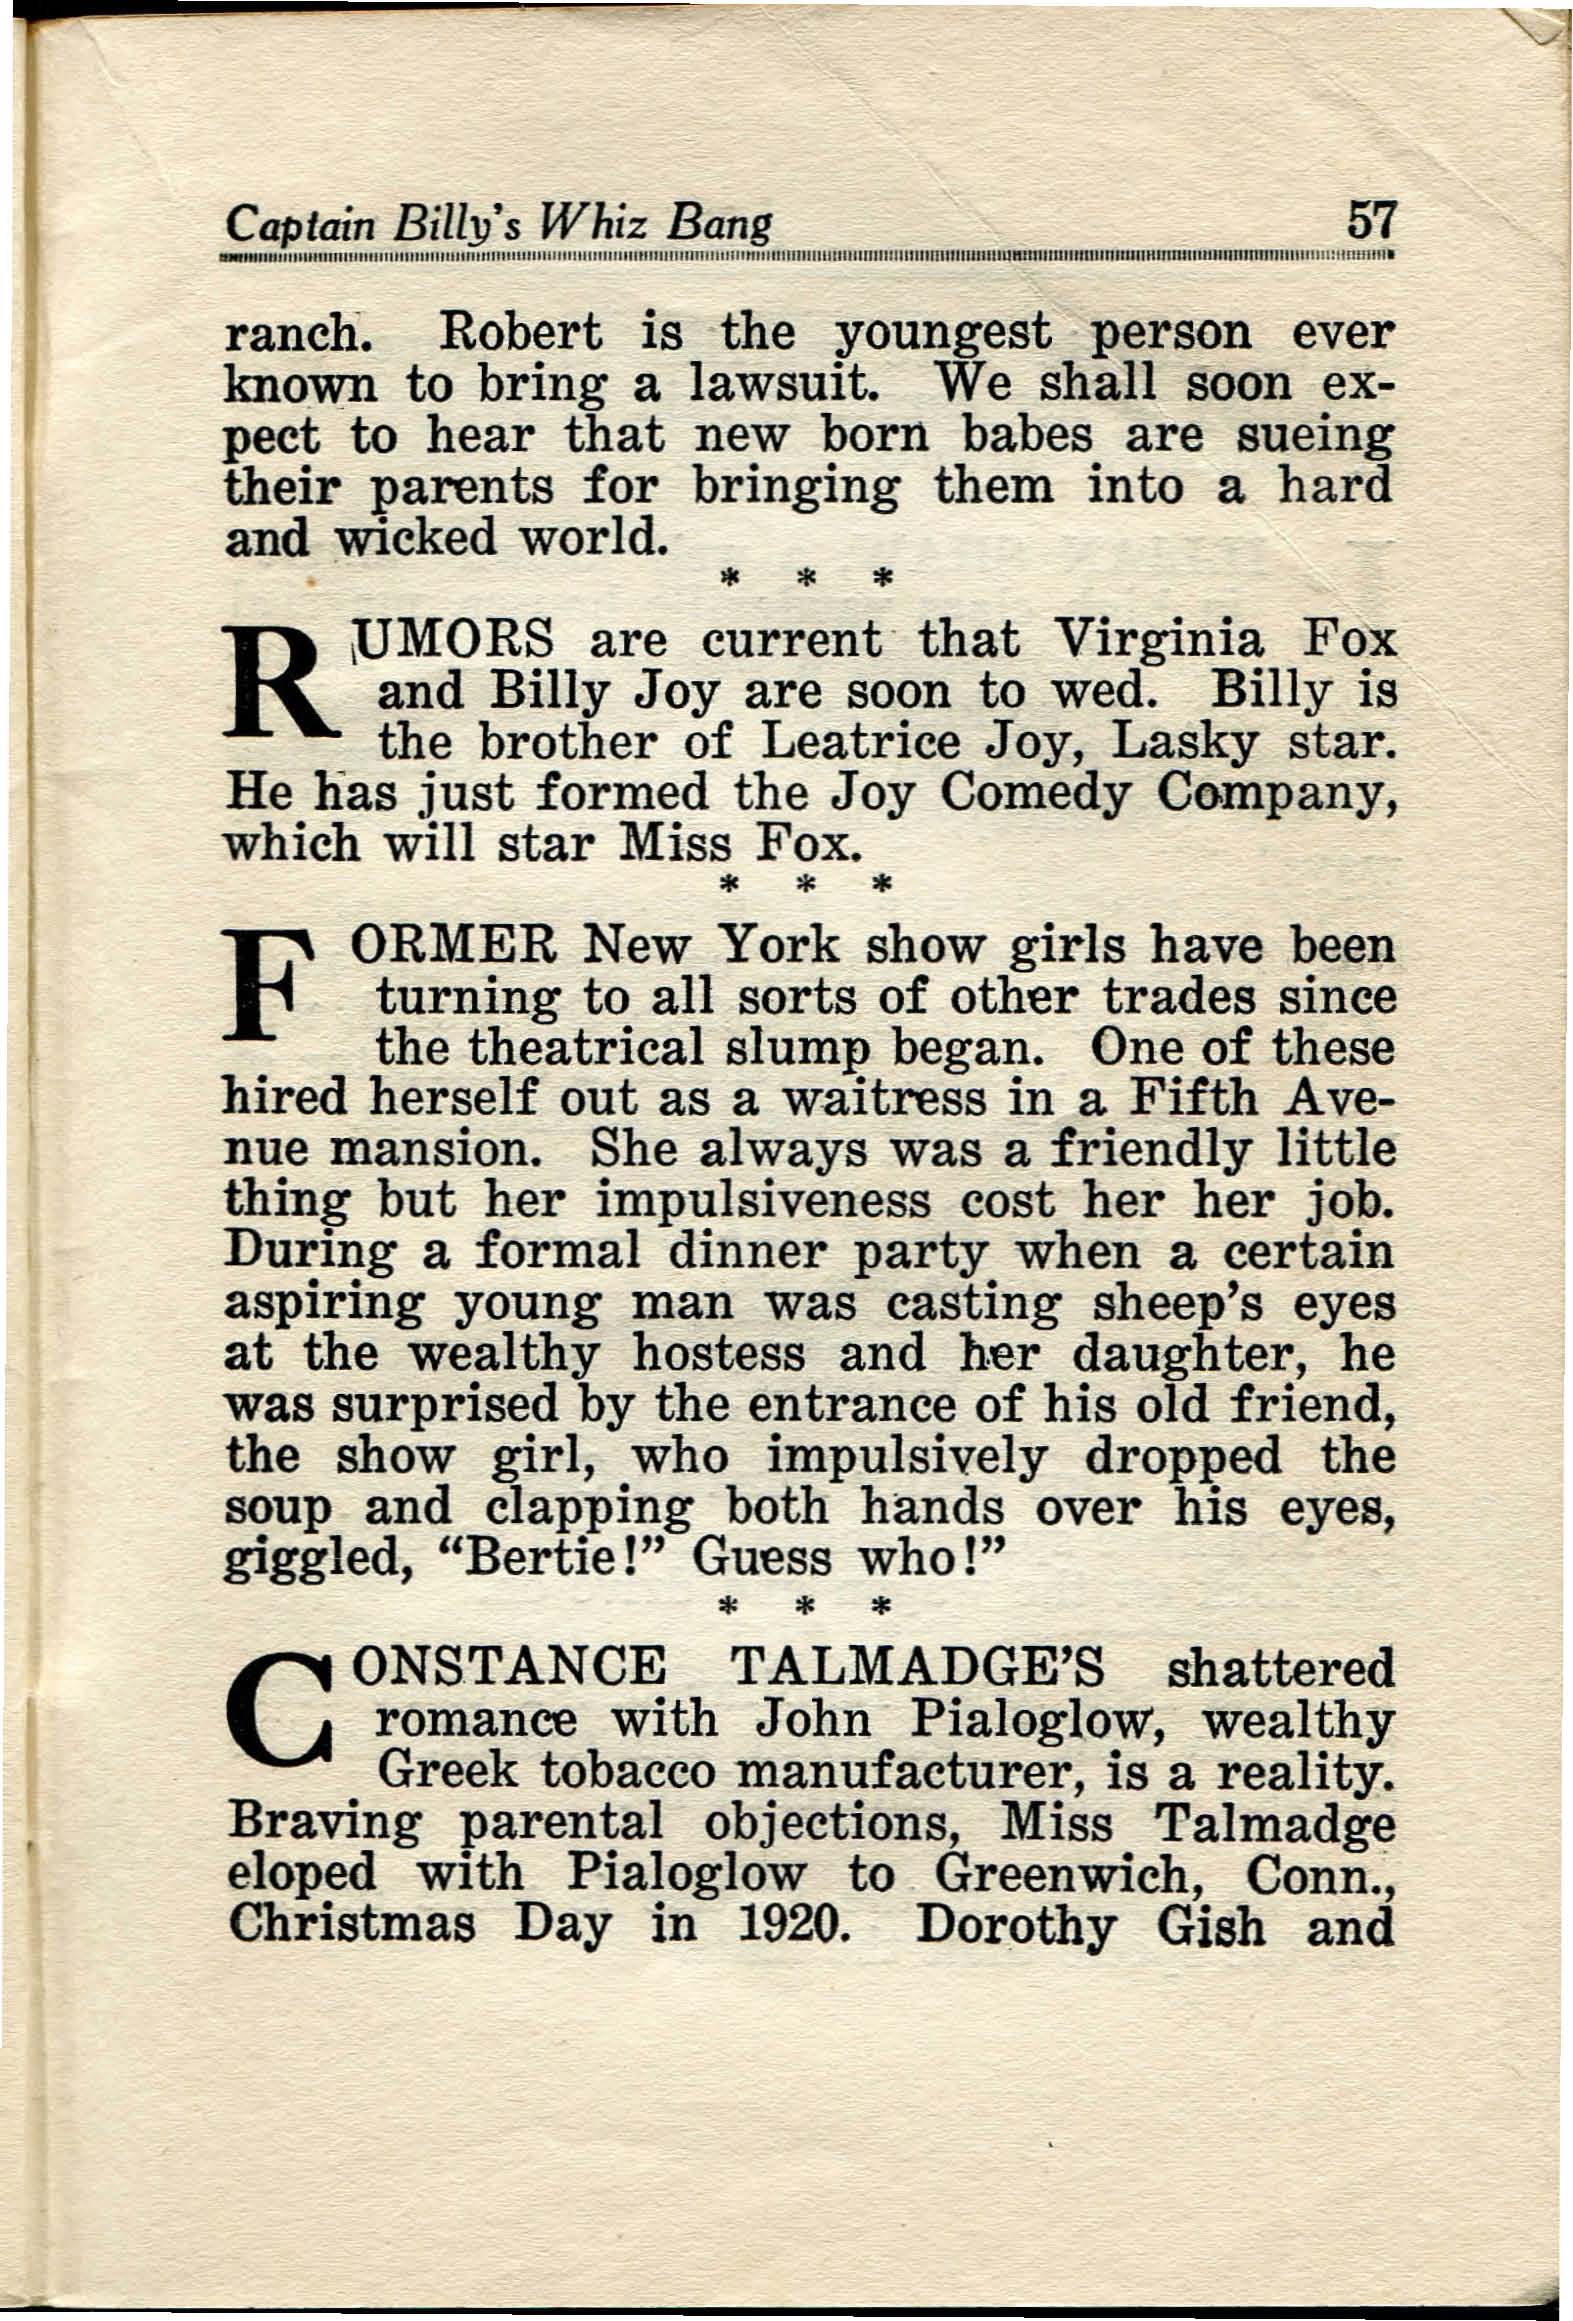 Captain Billy's Whiz Bang 57
ranch. Robert is the youngest person ever
known to bring a lawsuit. We shall soon ex-
pect to hear that new born babes are sueing
their parents for bringing them into a hard
and wicked world.
* * *
RUMORS are current that Virginia Fox
and Billy Joy are soon to wed. Billy is
the brother of Leatrice Joy, Lasky star.
He has just formed the Joy Comedy Company,
which will star Miss Fox.
* * *
FORMER New York show girls have been
turning to all sorts of other trades since
the theatrical slump began. One of these
hired herself out as a waitress in a Fifth Ave-
nue mansion. She always was a friendly little
thing but her impulsiveness cost her her job.
During a formal dinner party when a certain
aspiring young man was casting sheep's eyes
at the wealthy hostess and her daughter, he
was surprised by the entrance of his old friend,
the show girl, who impulsively dropped the
soup and clapping both hands over his eyes,
giggled, “Bertie!” Guess who!”
* * *
CONSTANCE TALMADGE'S shattered
romance with John Pialoglow, wealthy
Greek tobacco manufacturer, is a reality.
Braving parental objections, Miss Talmadge
eloped with Pialoglow to Greenwich, Conn.,
Christmas Day in 1920. Dorothy Gish and